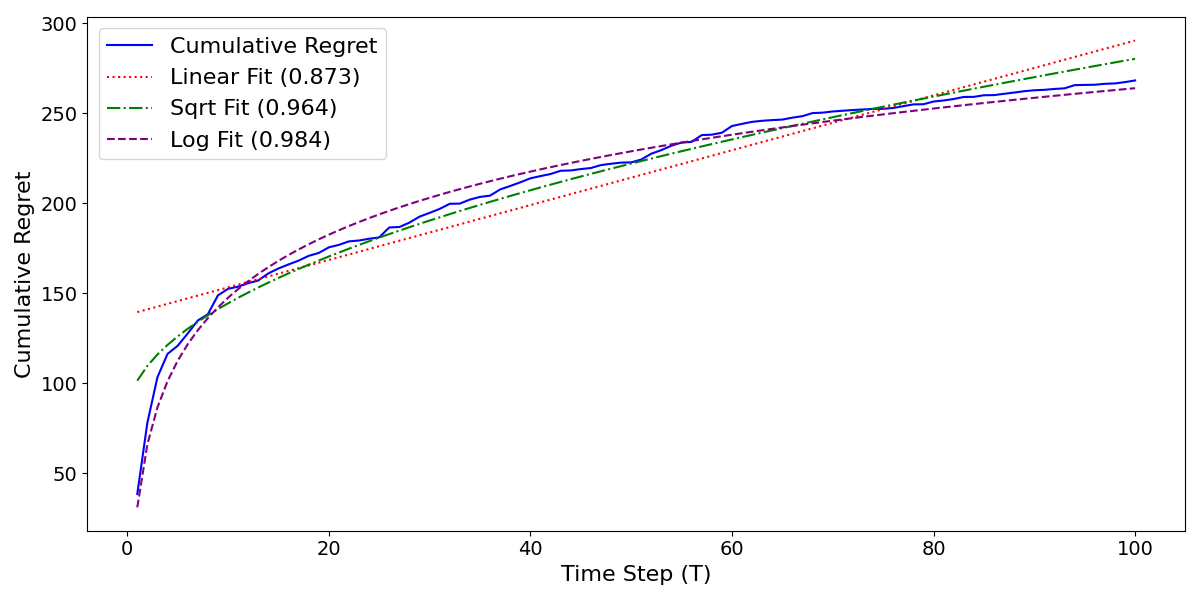 300
250
200
150
100
50
Cumulative Regret
Cumulative Regret
Linear Fit (0.873)
Sqrt Fit (0.964)
Log Fit (0.984)
0 20 40 60 80 100
Time Step (T)